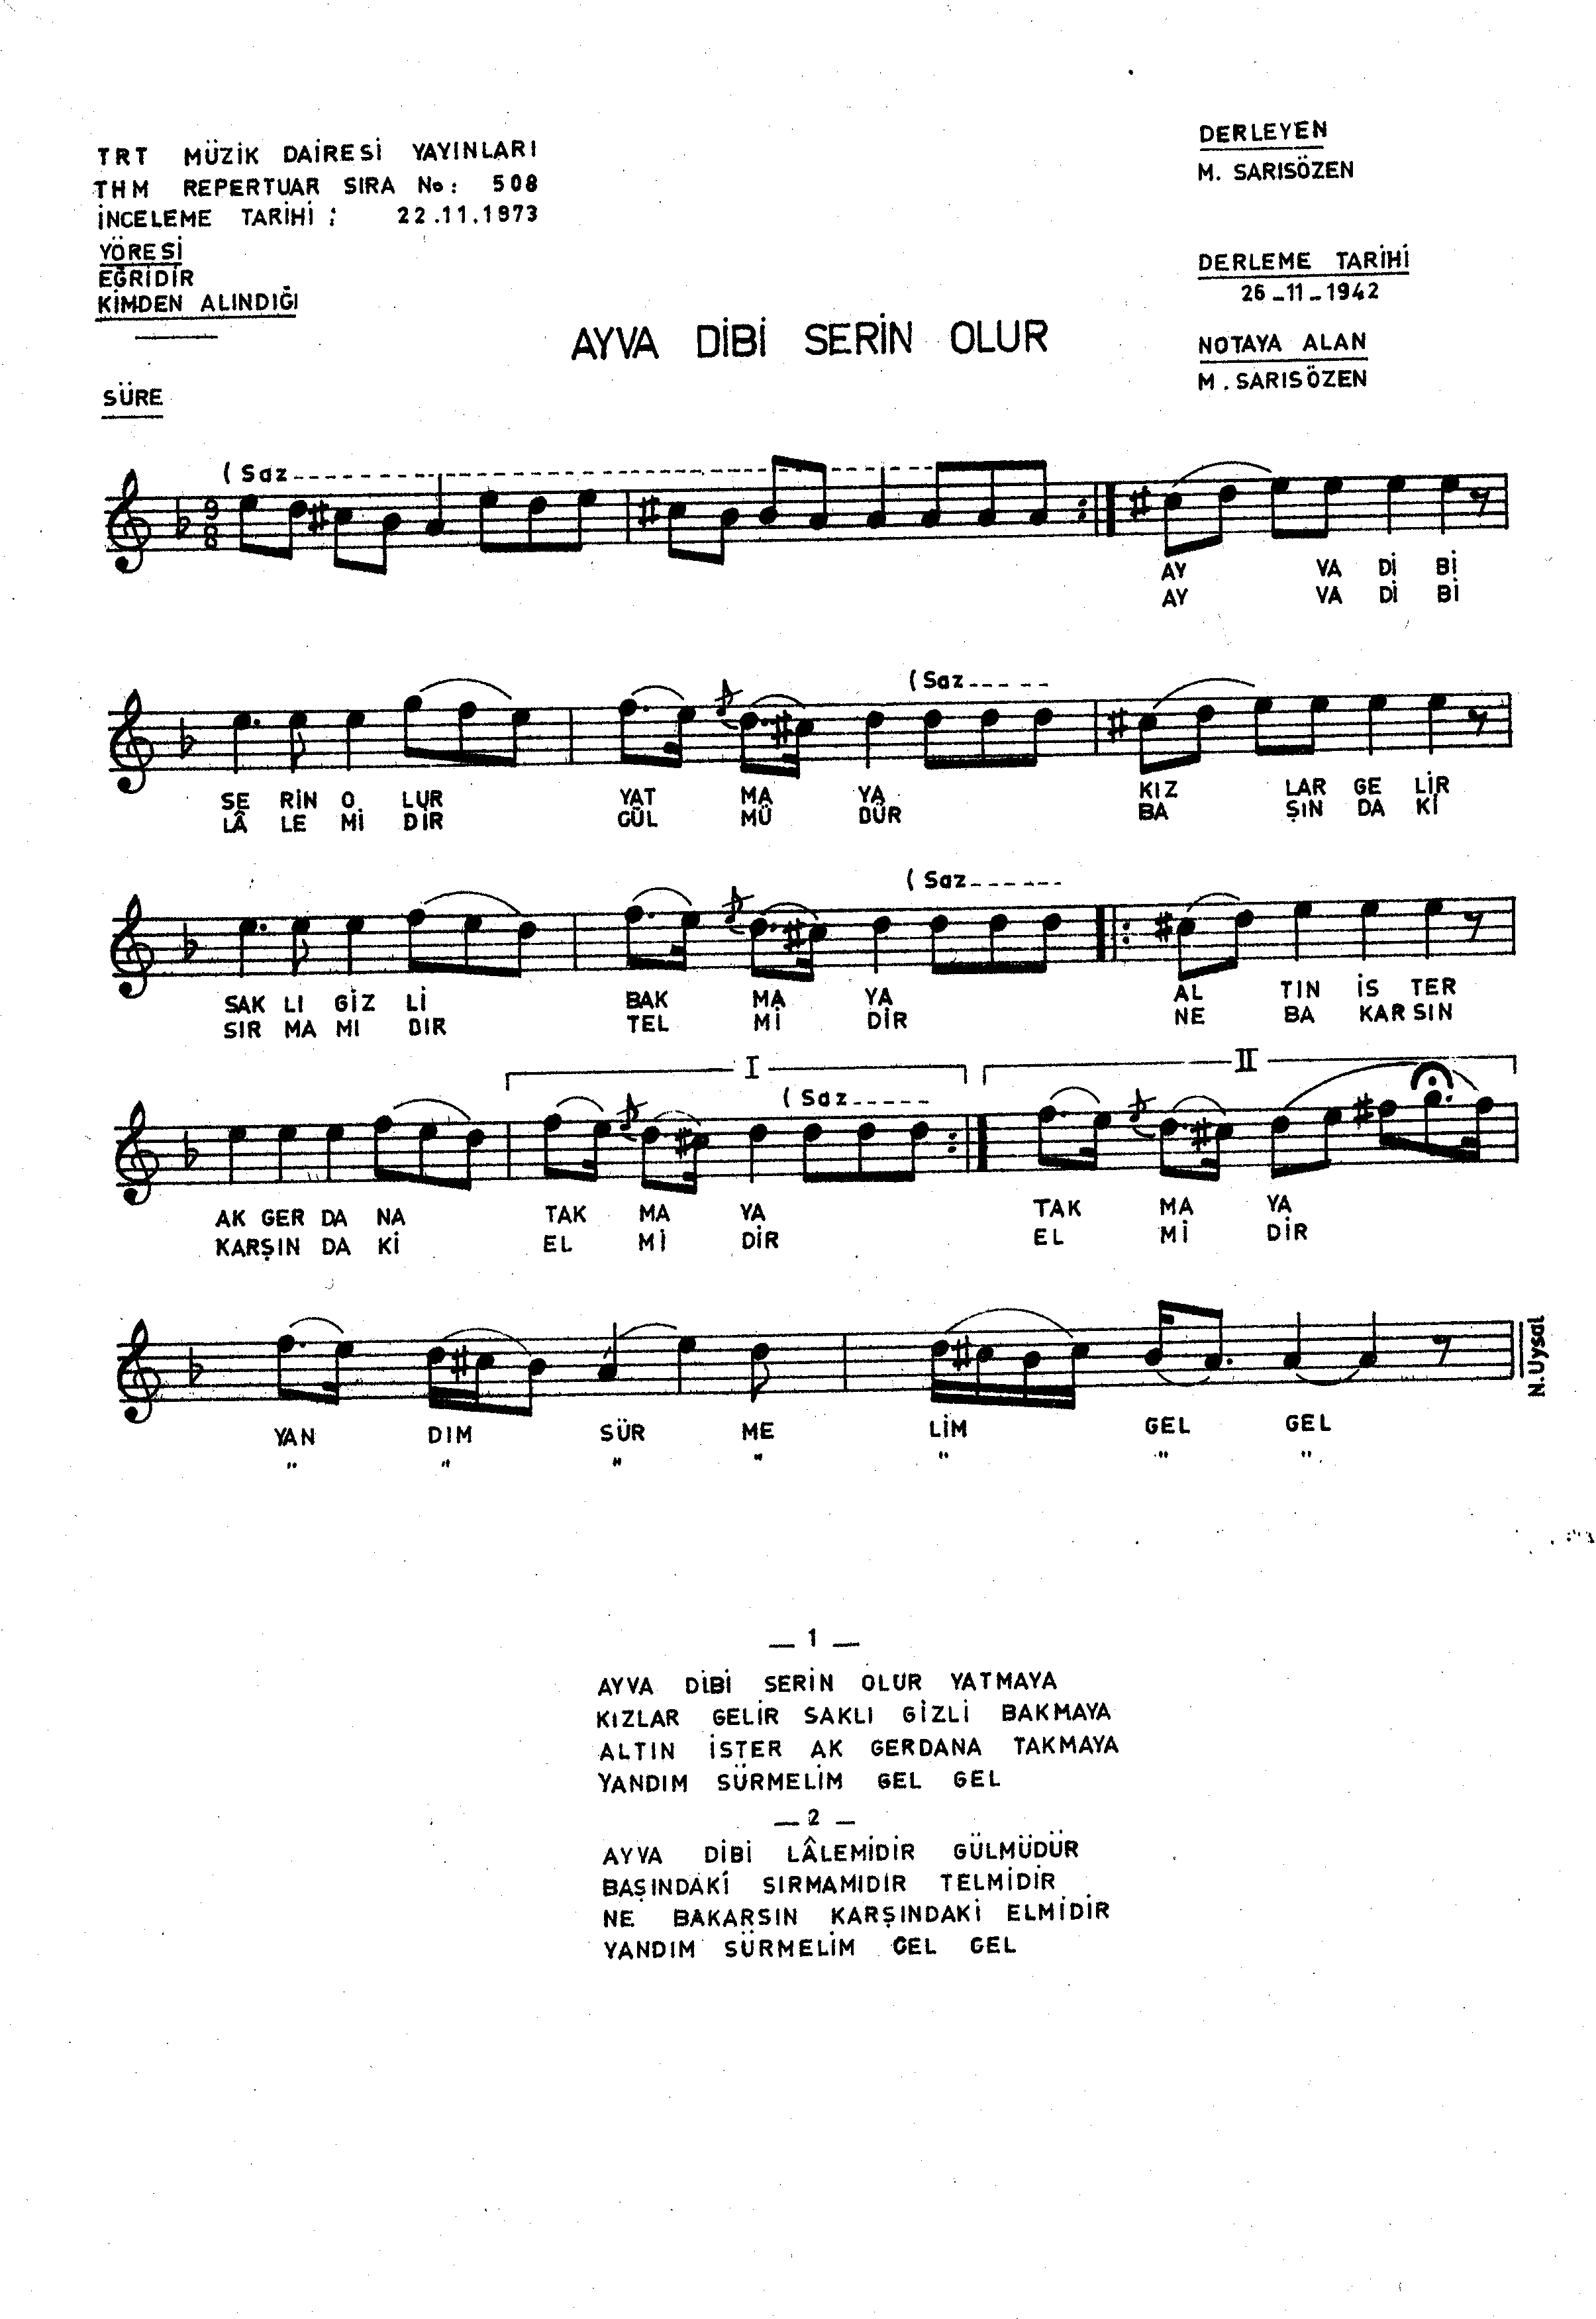 TRT MÜZİK DAİRESİ YAYINLARI
THM REPERTUAR SIRA No: 508
İNCELEME TARİHİ : 22.11.1973
YÖRESİ
EĞRİDİR
KİMDEN ALINDIĞI
SÜRE
DERLEYEN
M. SARISÖZEN
DERLEME TARİHİ
26_11_1942
NOTAYA ALAN
M. SARISÖZEN
AYVA DİBİ SERİN OLUR
(Saz
9
8
AY VA Dİ Bİ
AY VA Dİ Bİ
(Saz
SE RİN O LUR YAT MA YA KIZ LAR GE LİR
LÂ LE Mİ DİR GÜL MÜ DÜR BA ŞIN DA Kİ
(Saz
SAK LI GİZ Lİ BAK MA YA AL TIN İS TER
SIR MA MI DIR TEL Mİ DİR NE BA KAR SIN
I II
(Saz
AK GER DA NA TAK MA YA TAK MA YA
KARŞIN DA Kİ EL Mİ DİR EL Mİ DİR
YAN DIM SÜR ME LİM GEL GEL
" " " " " " "
N.Uysal
_ 1 _
AYVA DİBİ SERİN OLUR YATMAYA
KIZLAR GELİR SAKLI GİZLİ BAKMAYA
ALTIN İSTER AK GERDANA TAKMAYA
YANDIM SÜRMELİM GEL GEL
_ 2 _
AYVA DİBİ LÂLEMİDİR GÜLMÜDÜR
BAŞINDAKİ SIRMAMIDIR TELMİDİR
NE BAKARSIN KARŞINDAKİ ELMİDİR
YANDIM SÜRMELİM GEL GEL